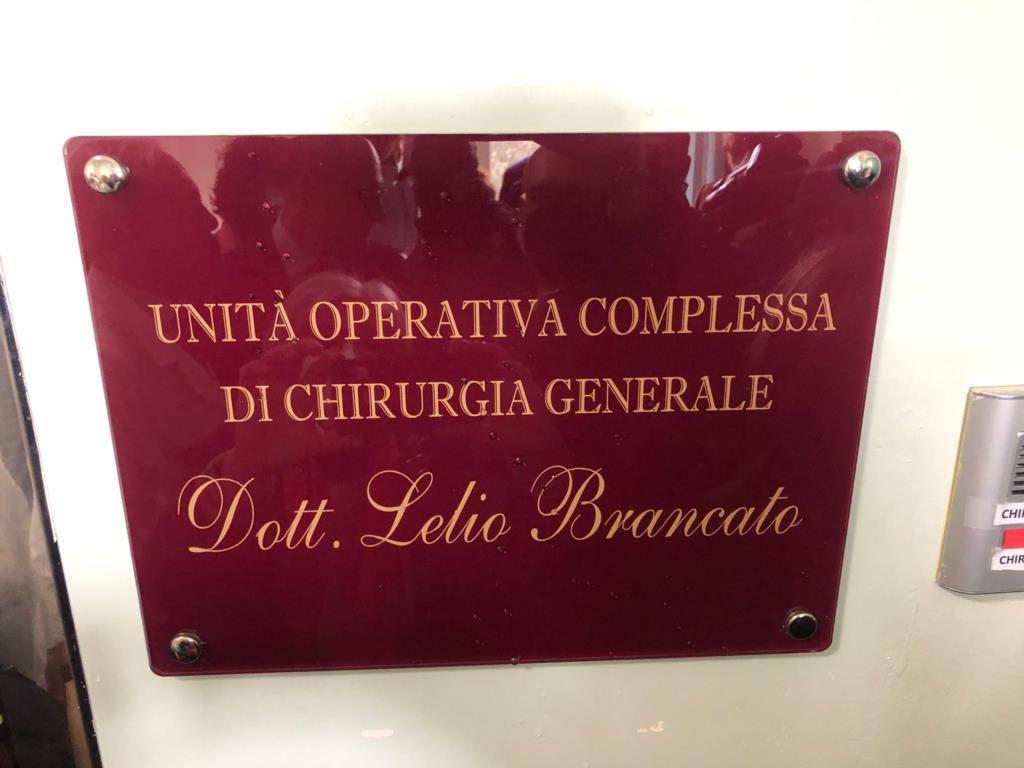 UNITÀ OPERATIVA COMPLESSA
DI CHIRURGIA GENERALE
Dott. Lelio Brancato